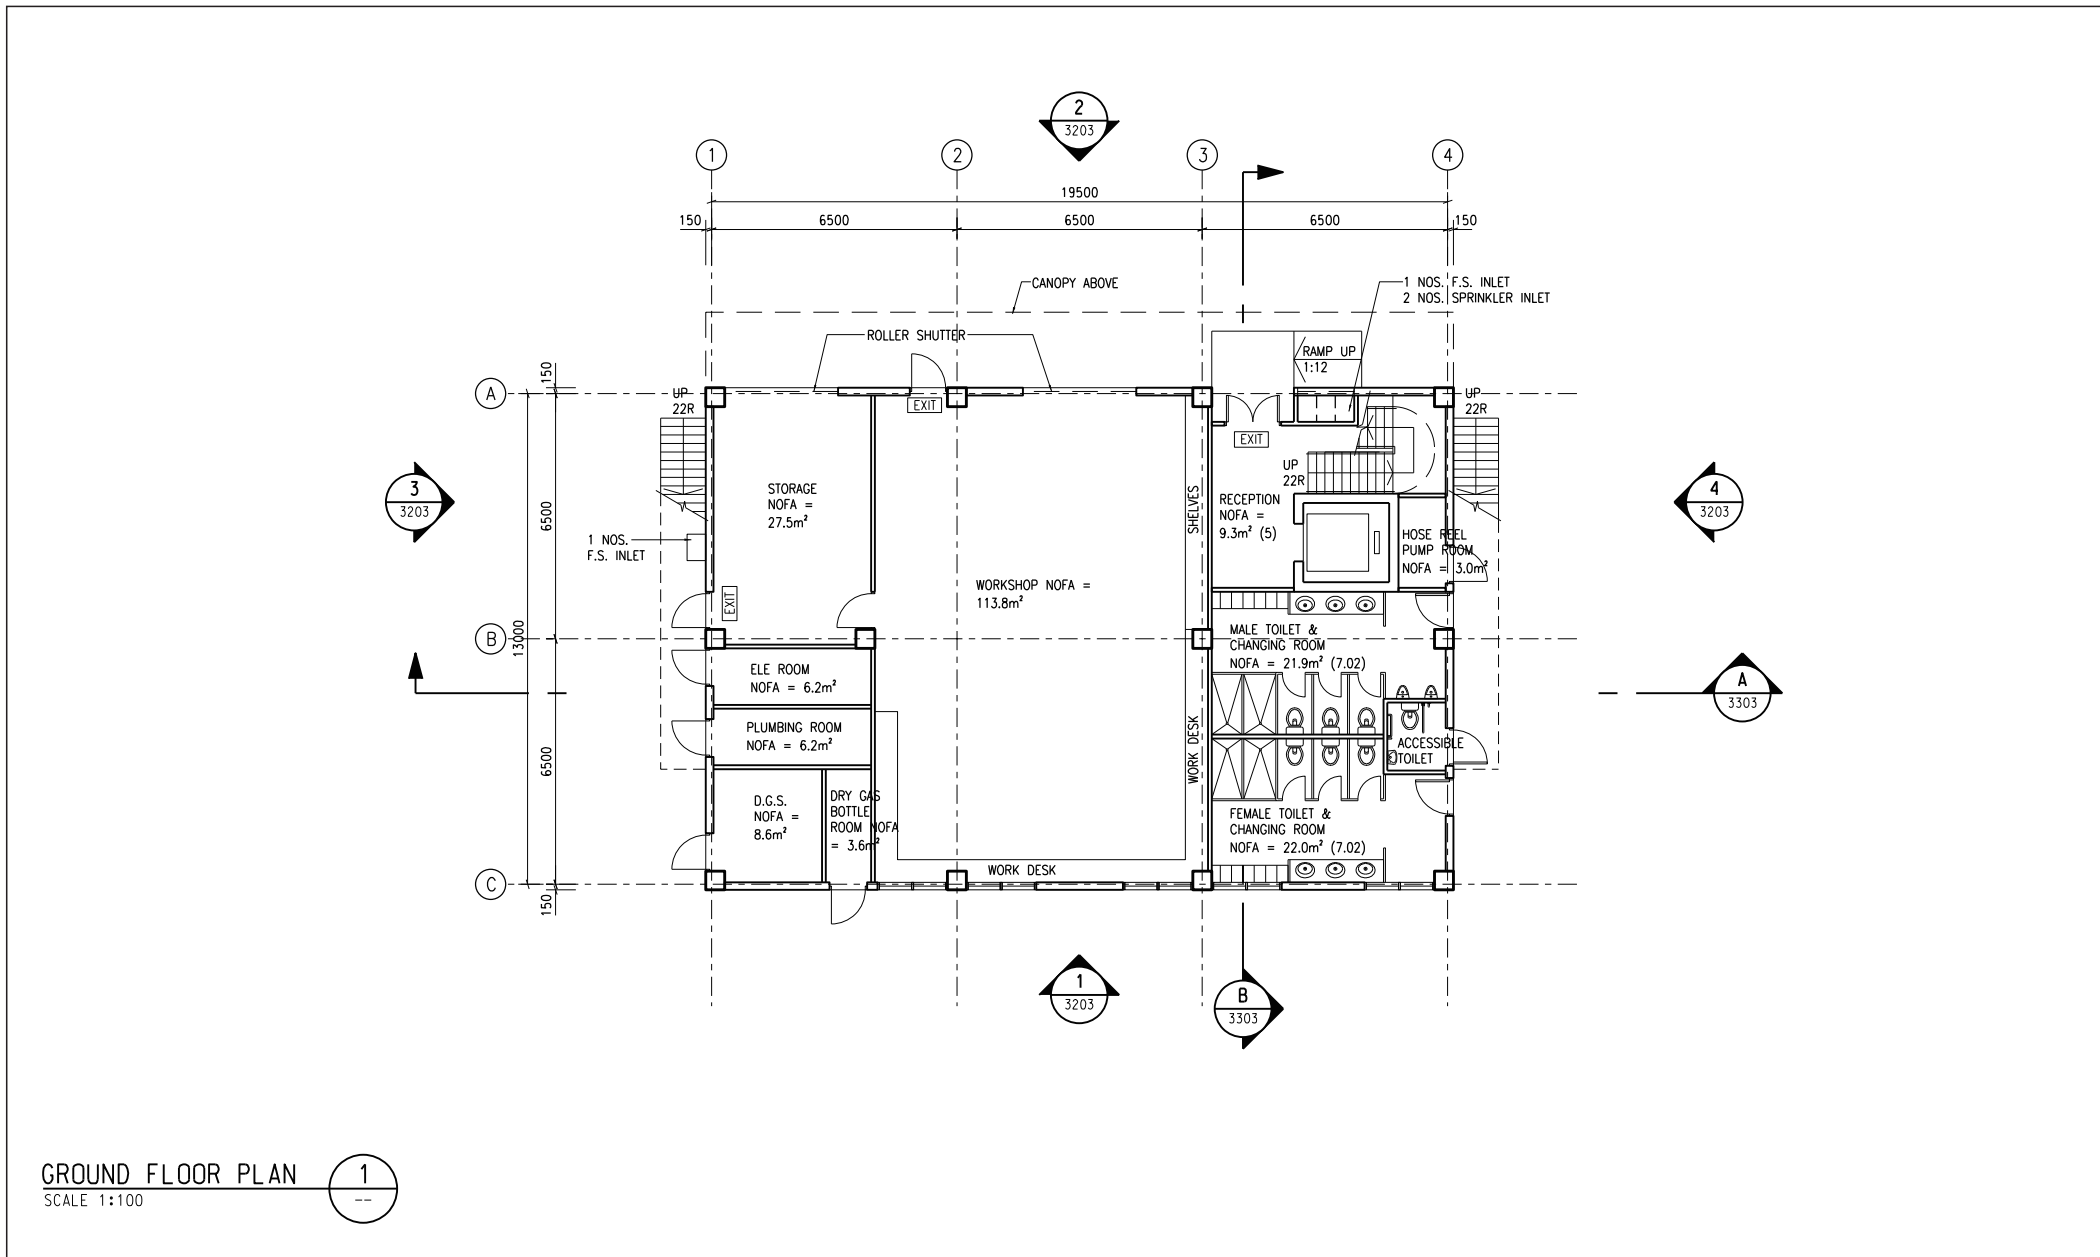 2
3203
1
2
3
4
19500
150
6500
6500
6500
150
CANOPY ABOVE
1 NOS. F.S. INLET
2 NOS. SPRINKLER INLET
ROLLER SHUTTER
RAMP UP
1:12
150
A
UP
22R
EXIT
UP
22R
EXIT
3
3203
6500
STORAGE
NOFA =
27.5m²
SHELVES
UP
22R
RECEPTION
NOFA =
9.3m² (5)
4
3203
1 NOS.
F.S. INLET
HOSE REEL
PUMP ROOM
NOFA = 3.0m²
WORKSHOP NOFA =
113.8m²
EXIT
B
13000
MALE TOILET &
CHANGING ROOM
NOFA = 21.9m² (7.02)
ELE ROOM
NOFA = 6.2m²
A
3303
PLUMBING ROOM
NOFA = 6.2m²
WORK DESK
ACCESSIBLE
TOILET
6500
D.G.S.
NOFA =
8.6m²
DRY GAS
BOTTLE
ROOM NOFA
= 3.6m²
FEMALE TOILET &
CHANGING ROOM
NOFA = 22.0m² (7.02)
WORK DESK
C
150
1
3203
B
3303
GROUND FLOOR PLAN
1
SCALE 1:100
--